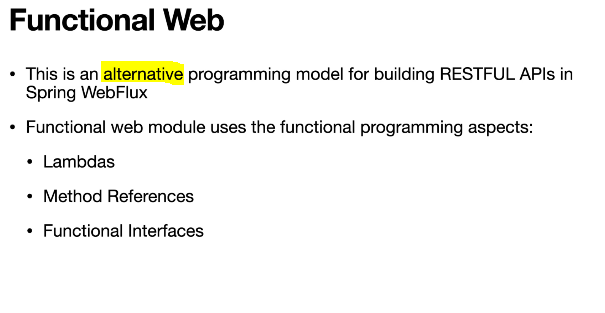 Functional Web
• This is an alternative programming model for building RESTFUL APIs in
Spring WebFlux
• Functional web module uses the functional programming aspects:
• Lambdas
• Method References
• Functional Interfaces